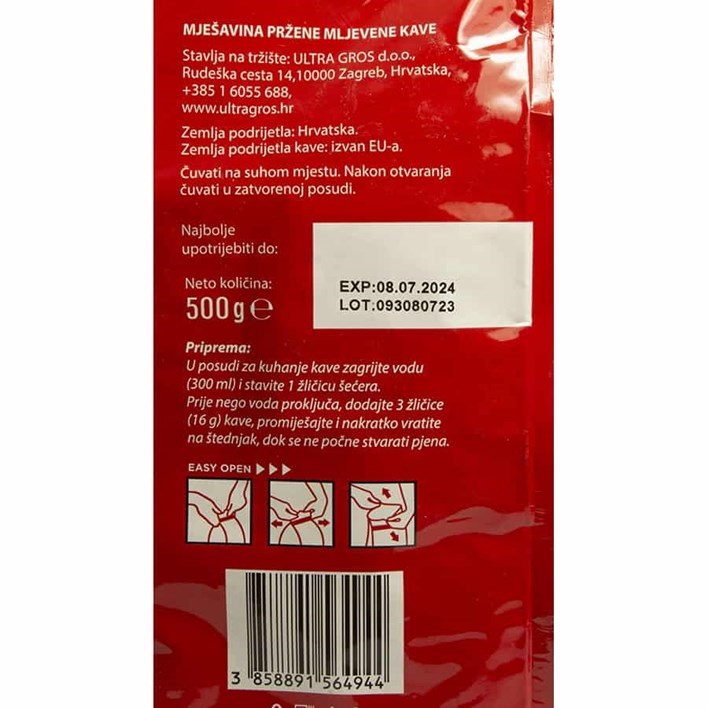 MJEŠAVINA PRŽENE MLJEVENE KAVE
Stavlja na tržište: ULTRA GROS d.o.o.,
Rudeška cesta 14,10000 Zagreb, Hrvatska,
+385 1 6055 688,
www.ultragros.hr
Zemlja podrijetla: Hrvatska.
Zemlja podrijetla kave: izvan EU-a.
Čuvati na suhom mjestu. Nakon otvaranja
čuvati u zatvorenoj posudi.
Najbolje
upotrijebiti do:
EXP:08.07.2024
LOT:093080723
Neto količina:
500g℮
Priprema:
U posudi za kuhanje kave zagrijte vodu
(300 ml) i stavite 1 žličicu šećera.
Prije nego voda proključa, dodajte 3 žličice
(16 g) kave, promiješajte i nakratko vratite
na štednjak, dok se ne počne stvarati pjena.
EASY OPEN
3 858891 564944